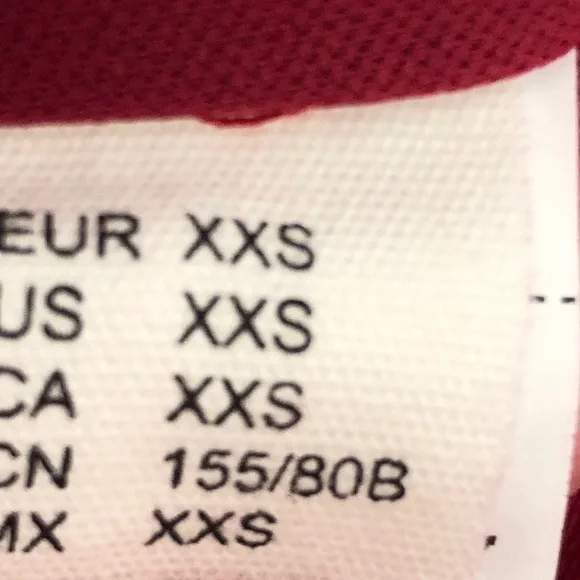 EUR XXS
US XXS
CA XXS
CN 155/80B
MX XXS